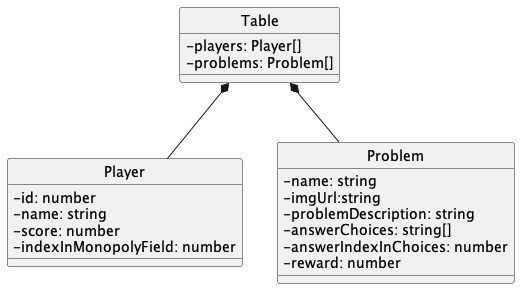 Table
-players: Player[]
-problems: Problem[]
Player
-id: number
-name: string
-score: number
-indexInMonopolyField: number
Problem
-name: string
-imgUrl:string
-problemDescription: string
-answerChoices: string[]
-answerIndexInChoices: number
-reward: number